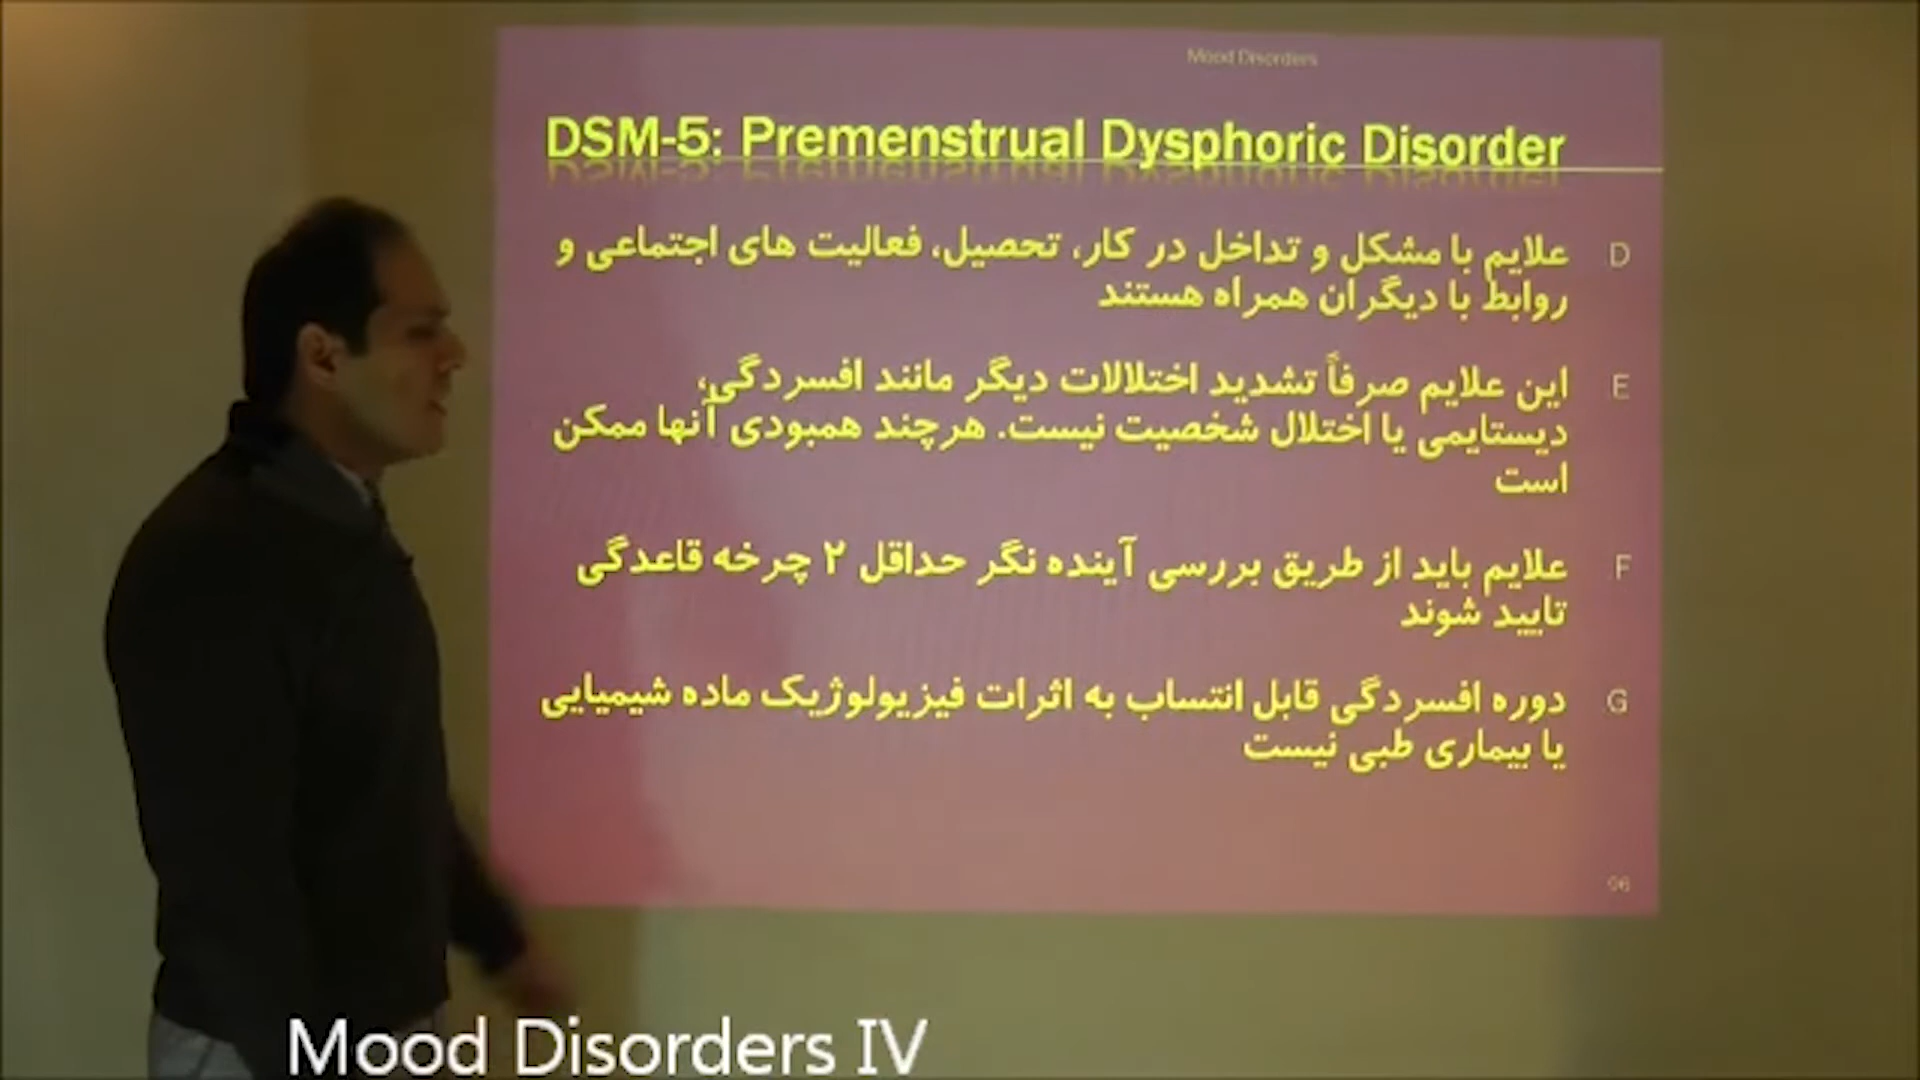 Mood Disorders
DSM-5: Premenstrual Dysphoric Disorder
D علایم با مشکل و تداخل در کار، تحصیل، فعالیت های اجتماعی و
روابط با دیگران همراه هستند
E این علایم صرفاً تشدید اختلالات دیگر مانند افسردگی،
دیستایمی یا اختلال شخصیت نیست. هرچند همبودی آنها ممکن
است
F علایم باید از طریق بررسی آینده نگر حداقل ۲ چرخه قاعدگی
تایید شوند
G دوره افسردگی قابل انتساب به اثرات فیزیولوژیک ماده شیمیایی
یا بیماری طبی نیست
96
Mood Disorders IV